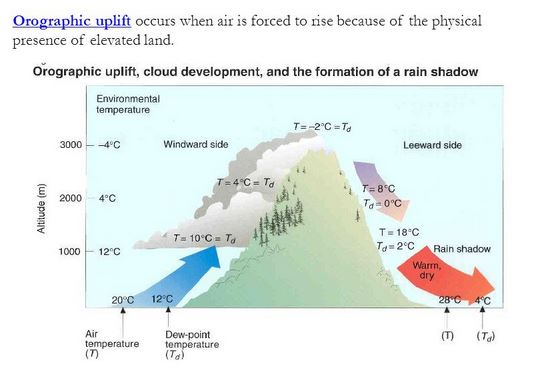 Orographic uplift occurs when air is forced to rise because of the physical
presence of elevated land.
Orographic uplift, cloud development, and the formation of a rain shadow
Environmental
temperature
T=-2°C =Td
3000 -4°C Windward side Leeward side
T=4°C= Td
T=8°C
Td=0°C
2000 4°C
Altitude (m)
T=10°C= Td
T=18°C
Td=2°C
1000 12°C
Rain shadow
Warm,
dry
20°C 12°C 28°C 4°C
Air
temperature
(T)
Dew-point
temperature
(Td)
(T) (Td)